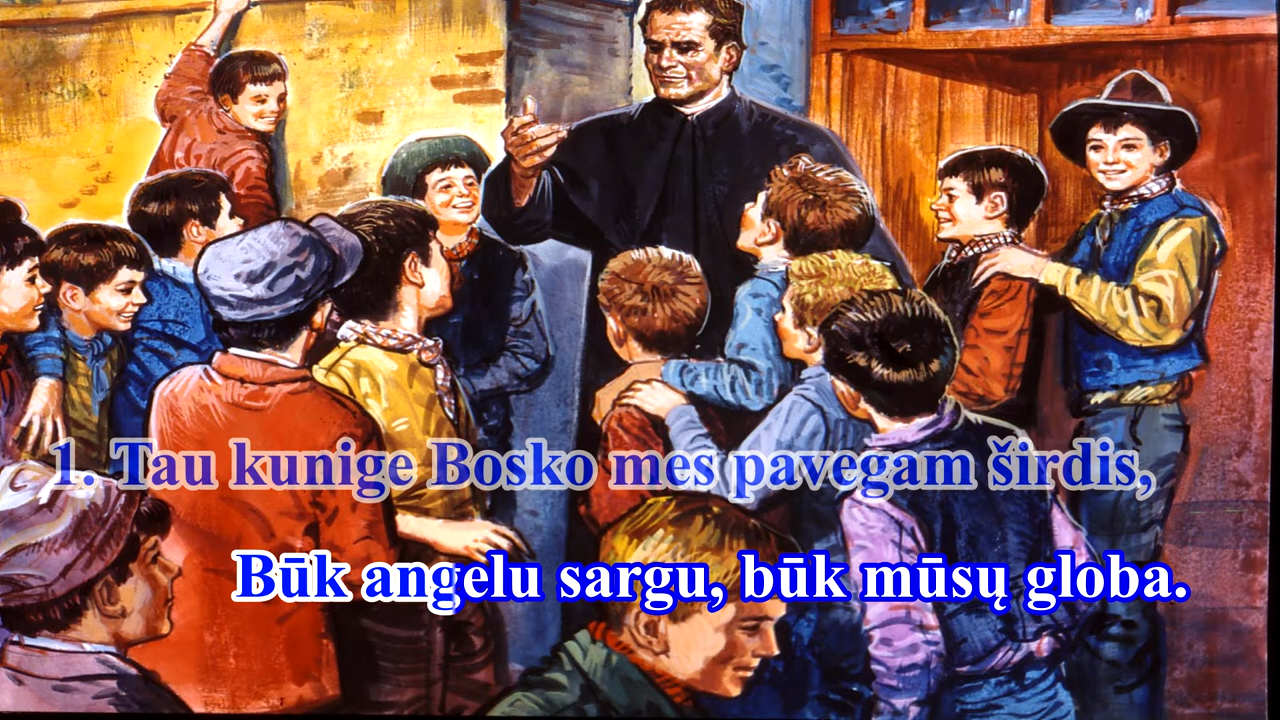 1. Tau kunige Bosko mes pavegam širdis,
Būk angelu sargu, būk mūsų globa.